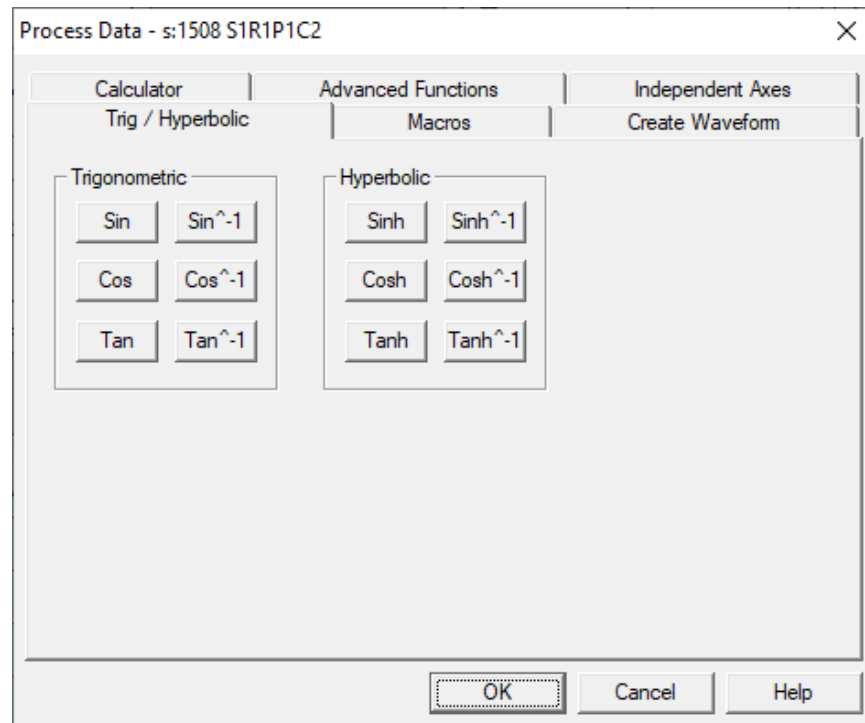 Process Data - s:1508 S1R1P1C2
Calculator Advanced Functions Independent Axes
Trig / Hyperbolic Macros Create Waveform
Trigonometric Hyperbolic
Sin Sin^-1 Sinh Sinh^-1
Cos Cos^-1 Cosh Cosh^-1
Tan Tan^-1 Tanh Tanh^-1
OK Cancel Help